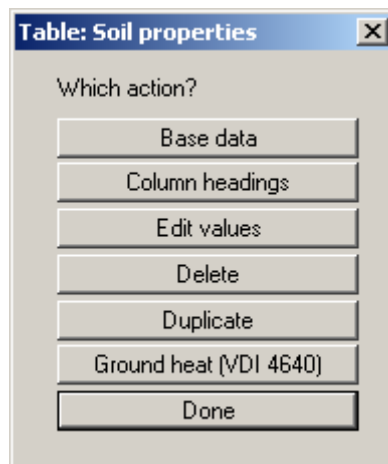 Table: Soil properties
Which action?
Base data
Column headings
Edit values
Delete
Duplicate
Ground heat (VDI 4640)
Done